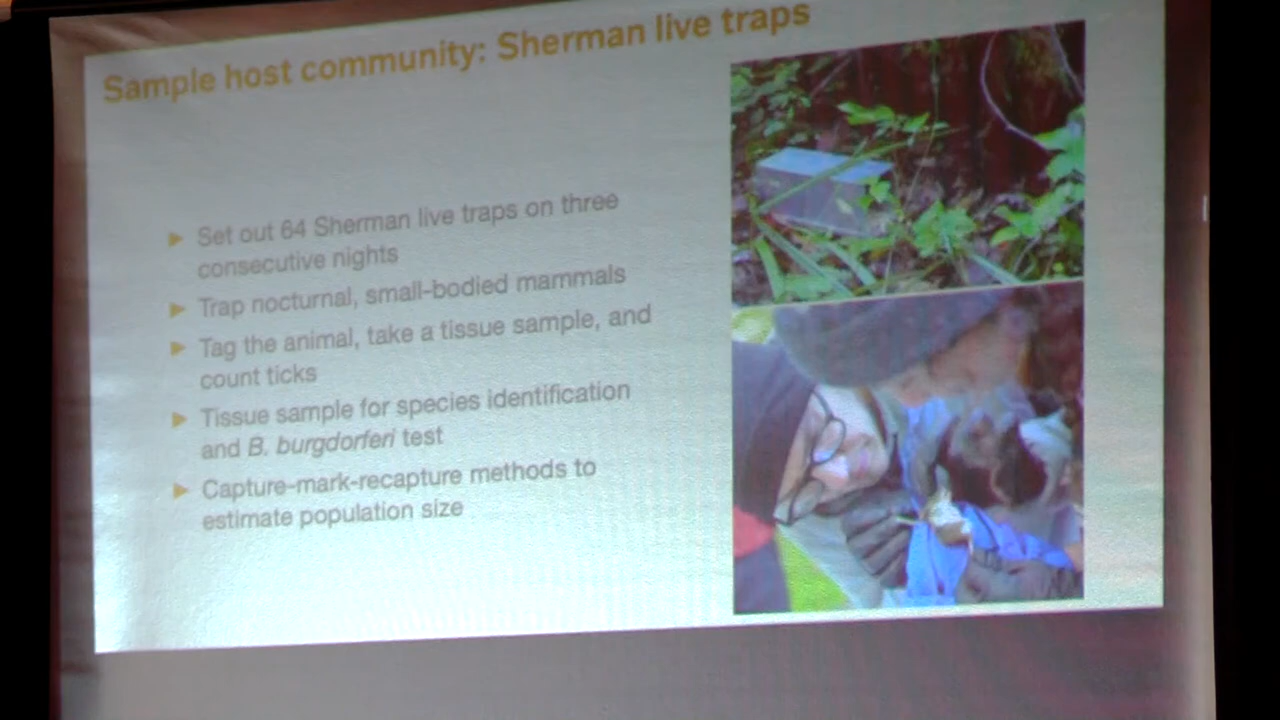 Sample host community: Sherman live traps
Set out 64 Sherman live traps on three
consecutive nights
Trap nocturnal, small-bodied mammals
Tag the animal, take a tissue sample, and
count ticks
Tissue sample for species identification
and B. burgdorferi test
Capture-mark-recapture methods to
estimate population size